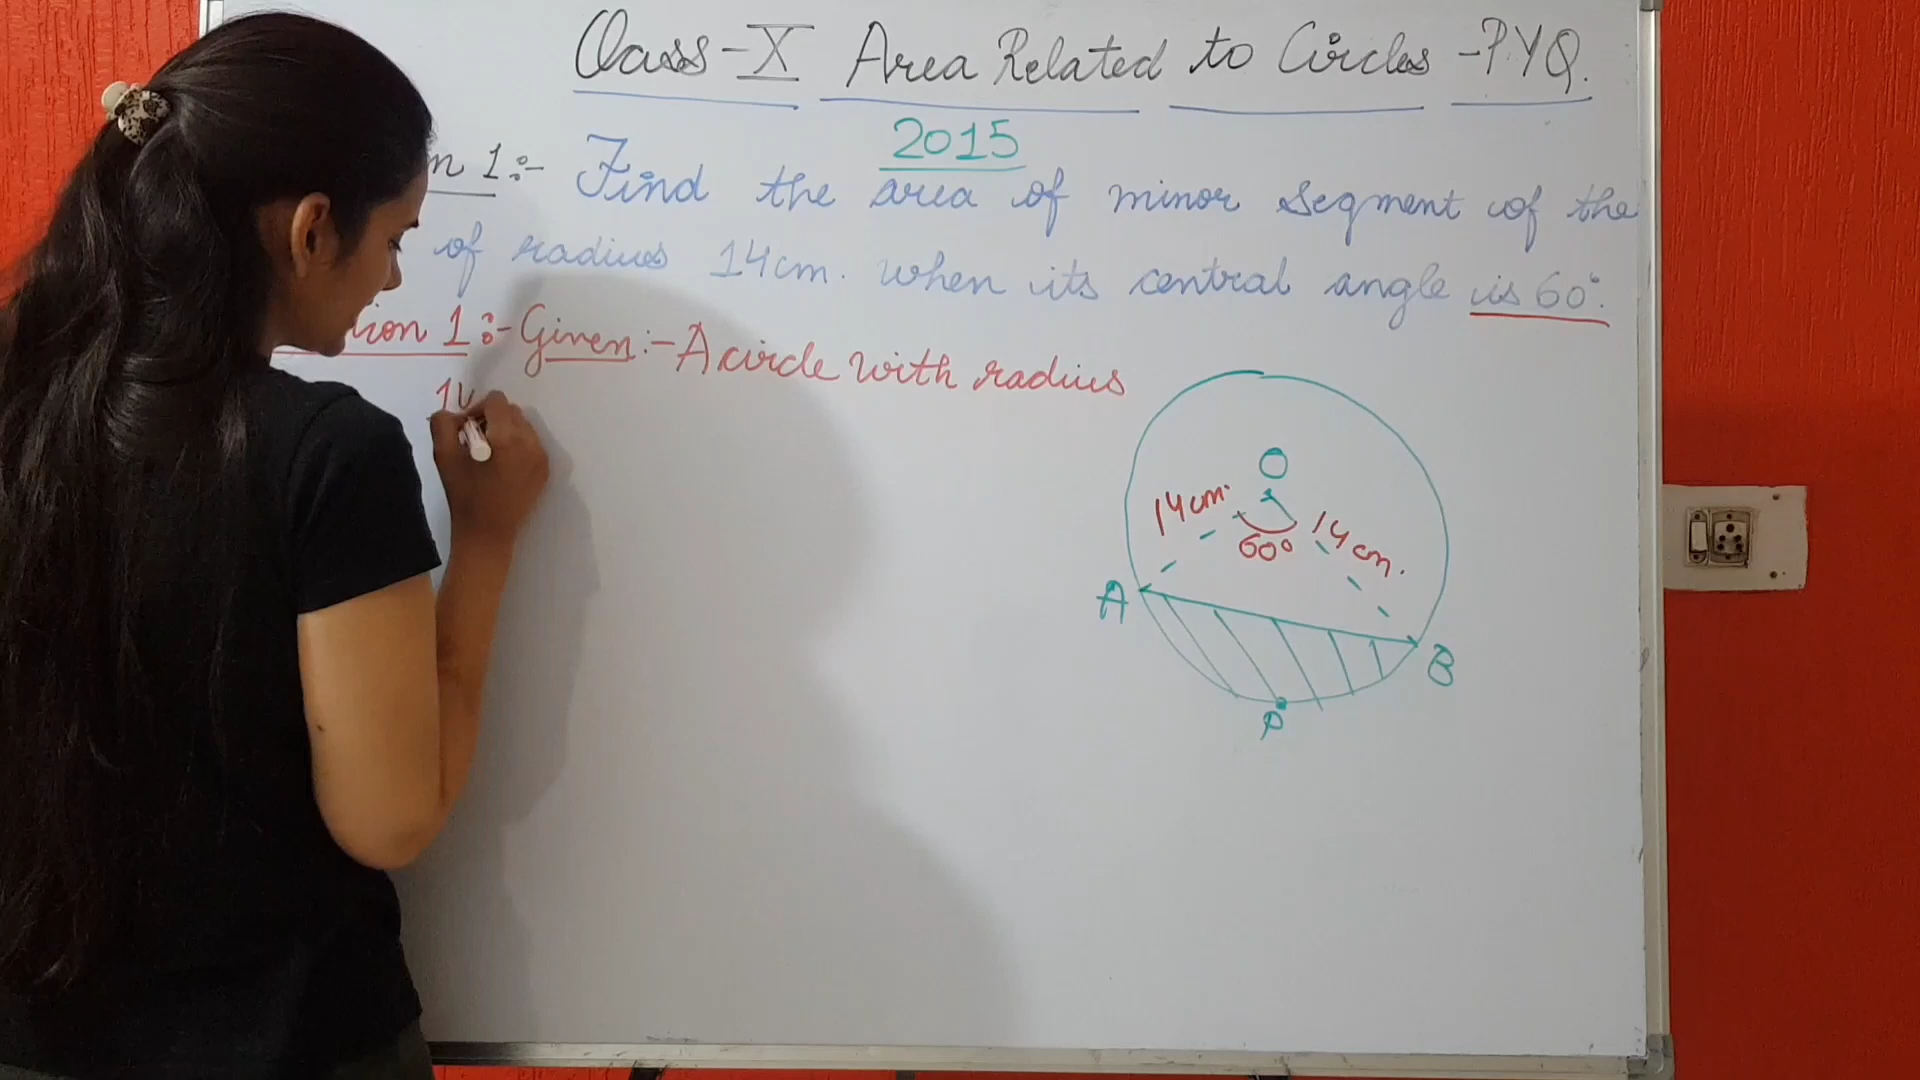 Class-X Area Related to Circles -PYQ.
2015
n 1:- Find the area of minor segment of the
of radius 14cm. when its central angle is 60°.
tion 1:- Given:- A circle with radius
14
O
14cm.
14cm.
60°
A
B
P